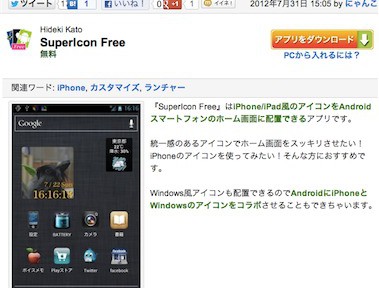 ツイート
いいね!
+1
イイネ!
2012年7月31日 15:05 by にゃんこ
Hideki Kato
SuperIcon Free
無料
アプリをダウンロード
PCから入れるには？
関連ワード: iPhone, カスタマイズ, ランチャー
『SuperIcon Free』はiPhone/iPad風のアイコンをAndroid
スマートフォンのホーム画面に配置できるアプリです。
統一感のあるアイコンでホーム画面をスッキリさせたい！
iPhoneのアイコンを使ってみたい！そんな方におすすめで
す。
Windows風アイコンも配置できるのでAndroidにiPhoneと
Windowsのアイコンをコラボさせることもできちゃいます。
Google
東京都
22℃
7/22 Sun
16:16:18
設定 BATTERY カメラ 書籍
ボイスメモ Playストア Twitter facebook